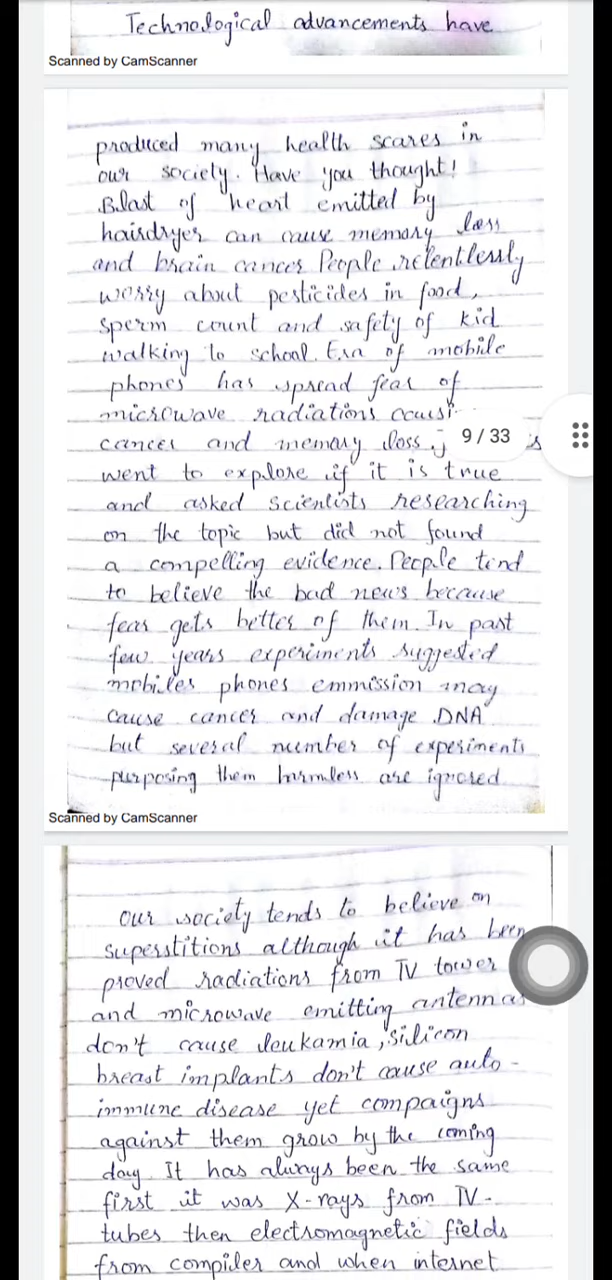 Technological advancements have
Scanned by CamScanner
produced many health scares in
our society. Have you thought!
Blast of heart emitted by
hairdryer can cause memory loss
and brain cancer People relentlessly
worry about pesticides in food,
sperm count and safety of kid
walking to school. Era of mobile
phones has spread fear of
microwave radiations
cancer and memory loss
9/33
went to explore if it is true
and asked scientists researching
on the topic but did not found
a compelling evidence. People tend
to believe the bad news because
fear gets better of them. In past
few years experiments suggested
mobiles phones emmission may
cause cancer and damage DNA
but several number of experiments
purposing them harmless are ignored
Scanned by CamScanner
our society tends to believe on
superstitions although it has been
proved radiations from TV tower
and microwave emitting
don't cause leukamia, silicon
breast implants don't cause auto-
immune disease yet compaigns
against them grow by the coming
day It has always been the same
first it was X-rays from TV-
tubes then electromagnetic fields
from compiler and when internet